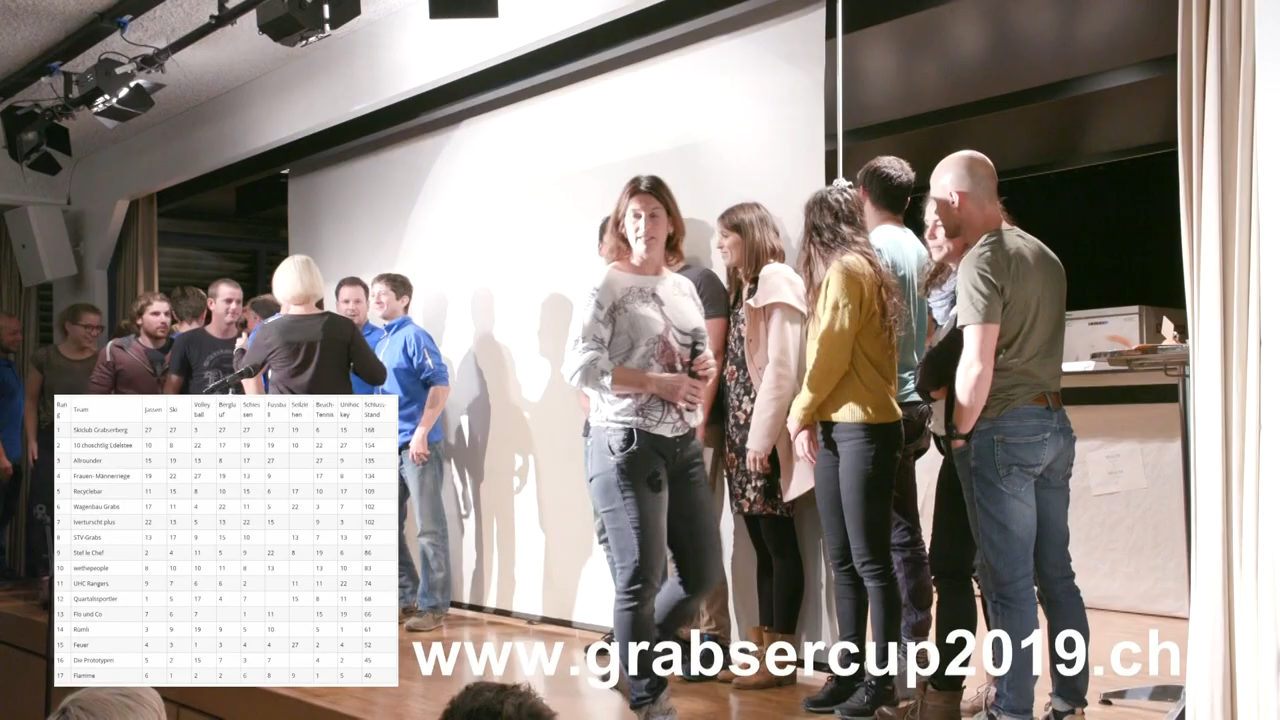 Rang Team Jassen Ski Volleyball Berglauf Schiessen Fussball Seilziehen Beach-Tennis Unihockey Schluss-Stand
1 Skiclub Grabserberg 27 27 3 27 27 17 19 6 15 168
2 10 choschtlig Edelstee 10 8 22 17 19 19 10 22 27 154
3 Allrounder 15 19 13 8 17 27 27 9 135
4 Frauen- Männerriege 19 22 27 19 13 9 17 8 134
5 Recyclebar 11 15 8 10 15 6 17 10 17 109
6 Wagenbau Grabs 17 11 4 22 11 5 22 3 7 102
7 Iverturscht plus 22 13 5 13 22 15 9 3 102
8 STV-Grabs 13 17 9 15 10 13 7 13 97
9 Stef le Chef 2 4 11 5 9 22 8 19 6 86
10 wethepeople 8 10 10 11 8 13 13 10 83
11 UHC Rangers 9 7 6 6 2 11 11 22 74
12 Quartalssportler 1 5 17 4 7 15 8 11 68
13 Flo und Co 7 6 7 1 11 15 19 66
14 Rümli 3 9 19 9 5 10 5 1 61
15 Feuer 4 3 1 3 4 4 27 2 4 52
16 Die Prototypen 5 2 15 7 3 7 4 2 45
17 Flamme 6 1 2 2 6 8 9 1 5 40
www.grabsercup2019.ch